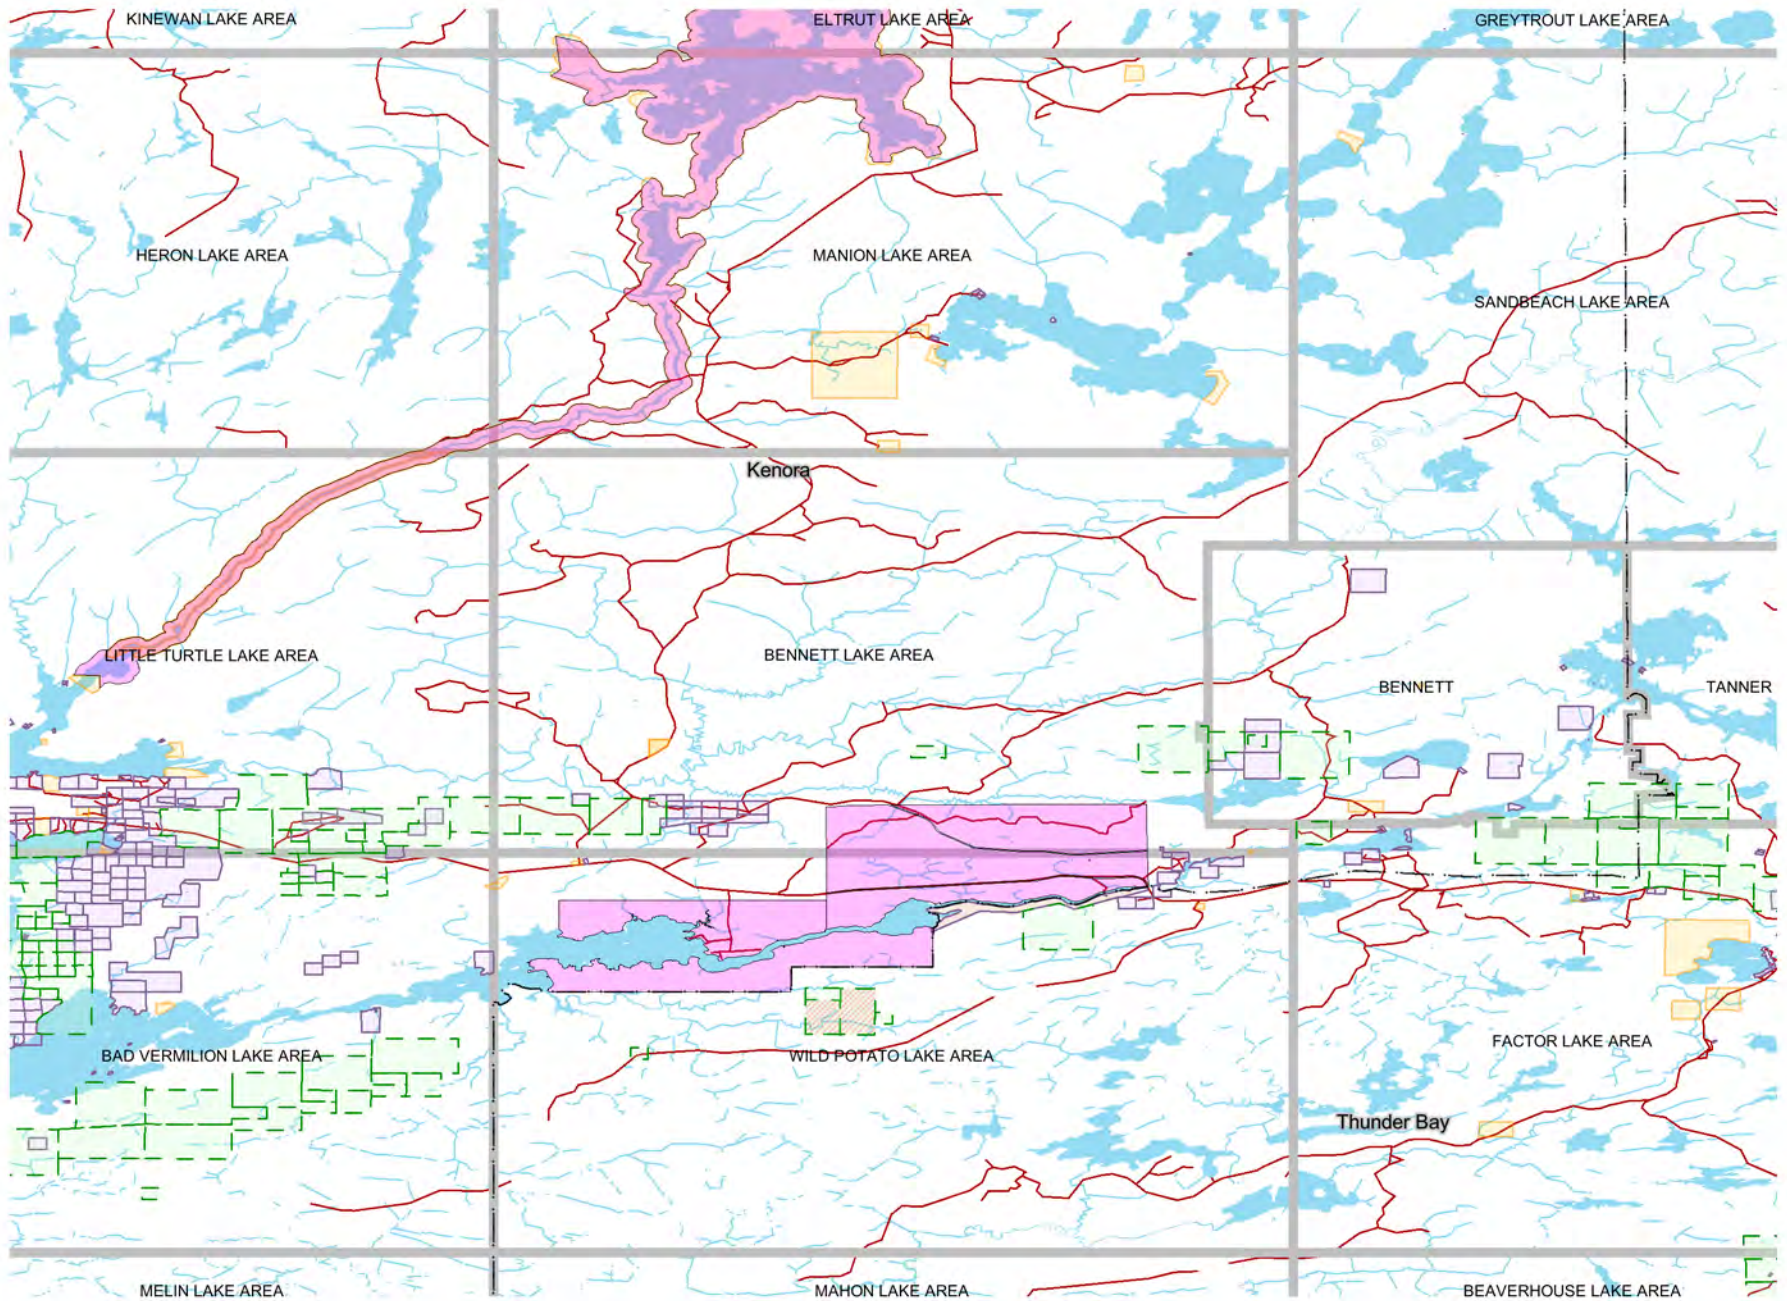 KINEWAN LAKE AREA
ELTRUT LAKE AREA
GREYTROUT LAKE AREA
HERON LAKE AREA
MANION LAKE AREA
SANDBEACH LAKE AREA
Kenora
LITTLE TURTLE LAKE AREA
BENNETT LAKE AREA
BENNETT
TANNER
BAD VERMILION LAKE AREA
WILD POTATO LAKE AREA
FACTOR LAKE AREA
Thunder Bay
MELIN LAKE AREA
MAHON LAKE AREA
BEAVERHOUSE LAKE AREA